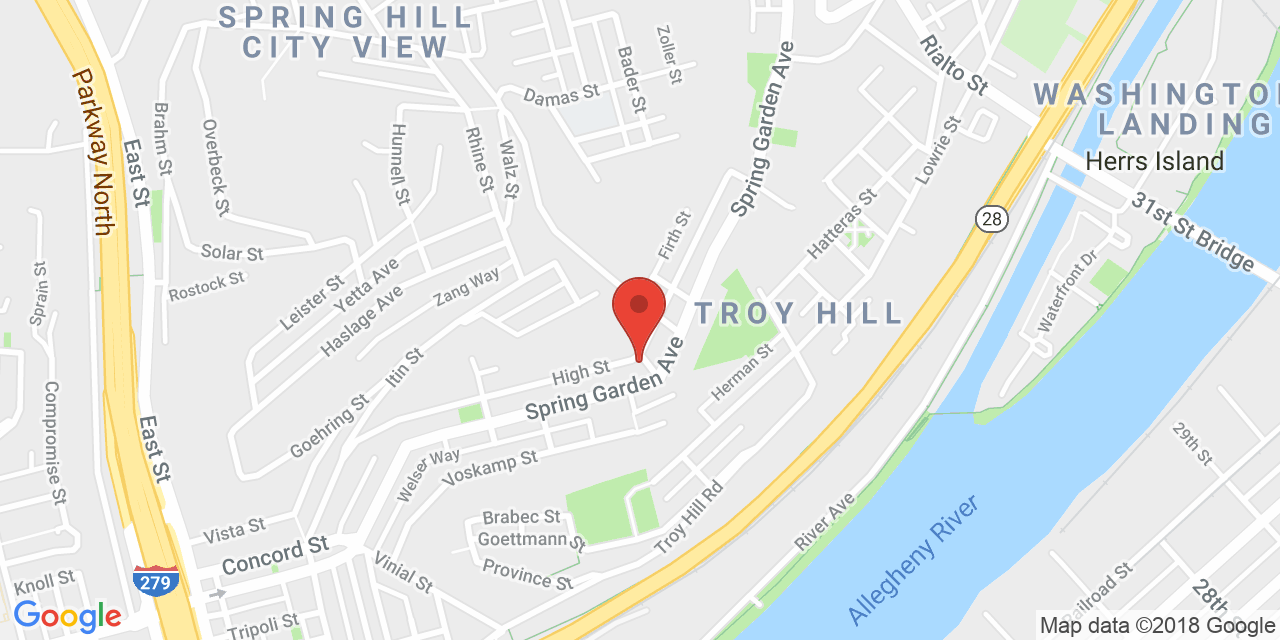 SPRING HILL
CITY VIEW
Zoller St
Bader St
Damas St
Spring Garden Ave
Rialto St
WASHINGTON
LANDING
Herrs Island
31st St Bridge
Parkway North
East St
Brahm St
Overbeck St
Hunnell St
Rhine St
Walz St
Lowrie St
Hatteras St
28
Firth St
Solar St
Rostock St
Leister St
Yetta Ave
Haslage Ave
Zang Way
Sprain St
Waterfront Dr
TROY HILL
Itin St
High St
Spring Garden Ave
Herman St
Compromise St
East St
Goehring St
Welser Way
Voskamp St
29th St
Brabec St
Goettmann St
Troy Hill Rd
River Ave
Allegheny River
Vista St
Concord St
Vinial St
Province St
Knoll St
279
Tripoli St
Railroad St
28th
Google
Map data ©2018 Google